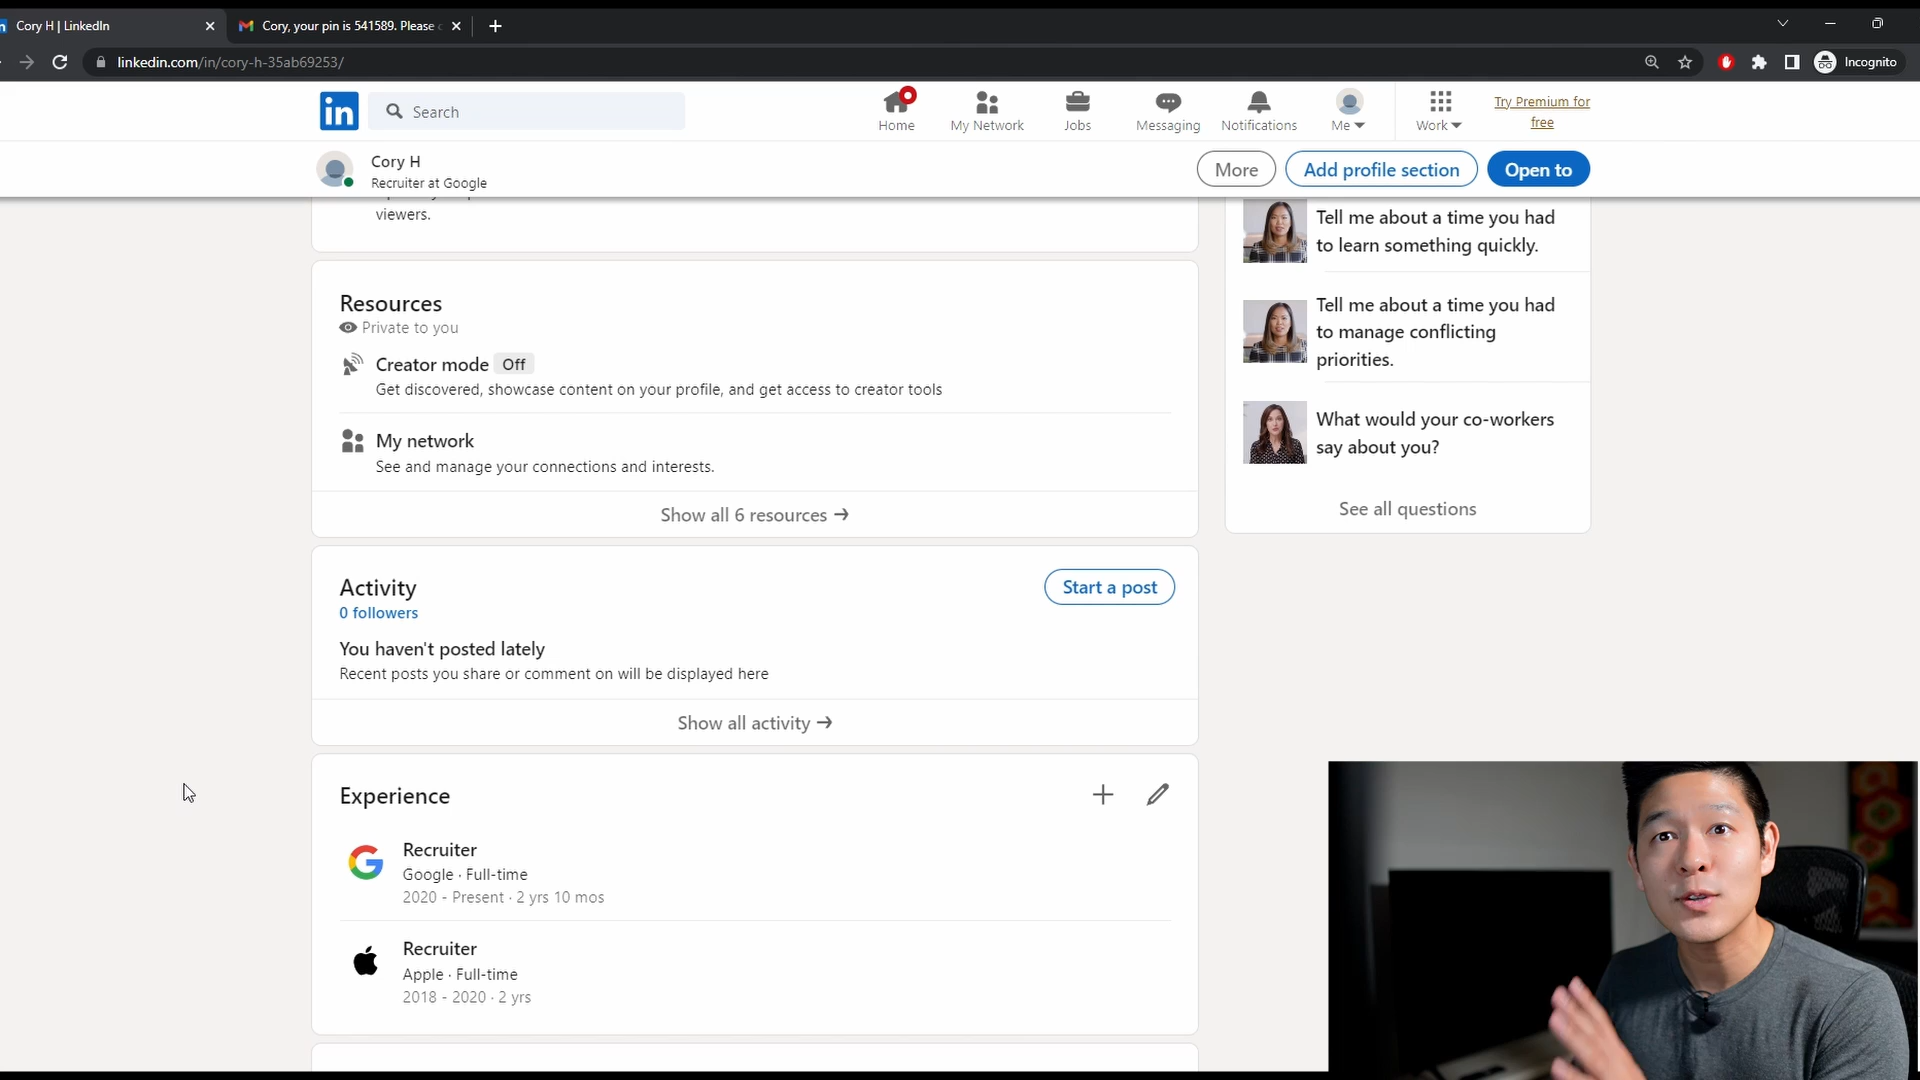 Cory H | LinkedIn
Cory, your pin is 541589. Please
linkedin.com/in/cory-h-35ab69253/
Incognito
in
Search
Home
My Network
Jobs
Messaging
Notifications
Me
Work
Try Premium for
free
Cory H
Recruiter at Google
More
Add profile section
Open to
viewers.
Resources
Private to you
Creator mode Off
Get discovered, showcase content on your profile, and get access to creator tools
My network
See and manage your connections and interests.
Show all 6 resources →
Activity
0 followers
Start a post
You haven't posted lately
Recent posts you share or comment on will be displayed here
Show all activity →
Experience
Recruiter
Google · Full-time
2020 - Present · 2 yrs 10 mos
Recruiter
Apple · Full-time
2018 - 2020 · 2 yrs
Tell me about a time you had
to learn something quickly.
Tell me about a time you had
to manage conflicting
priorities.
What would your co-workers
say about you?
See all questions